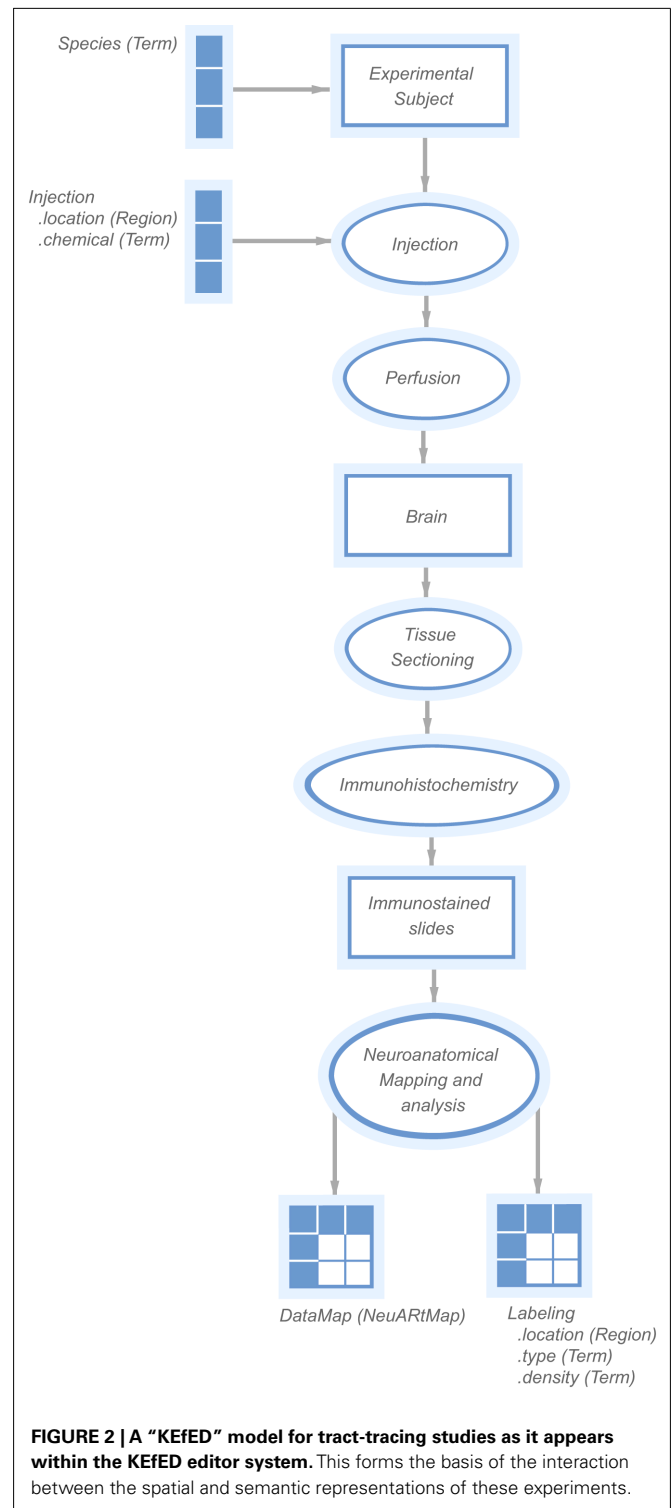 Species (Term)
Experimental
Subject
Injection
.location (Region)
.chemical (Term)
Injection
Perfusion
Brain
Tissue
Sectioning
Immunohistochemistry
Immunostained
slides
Neuroanatomical
Mapping and
analysis
DataMap (NeuARtMap)
Labeling
.location (Region)
.type (Term)
.density (Term)
FIGURE 2 | A “KEfED” model for tract-tracing studies as it appears
within the KEfED editor system. This forms the basis of the interaction
between the spatial and semantic representations of these experiments.